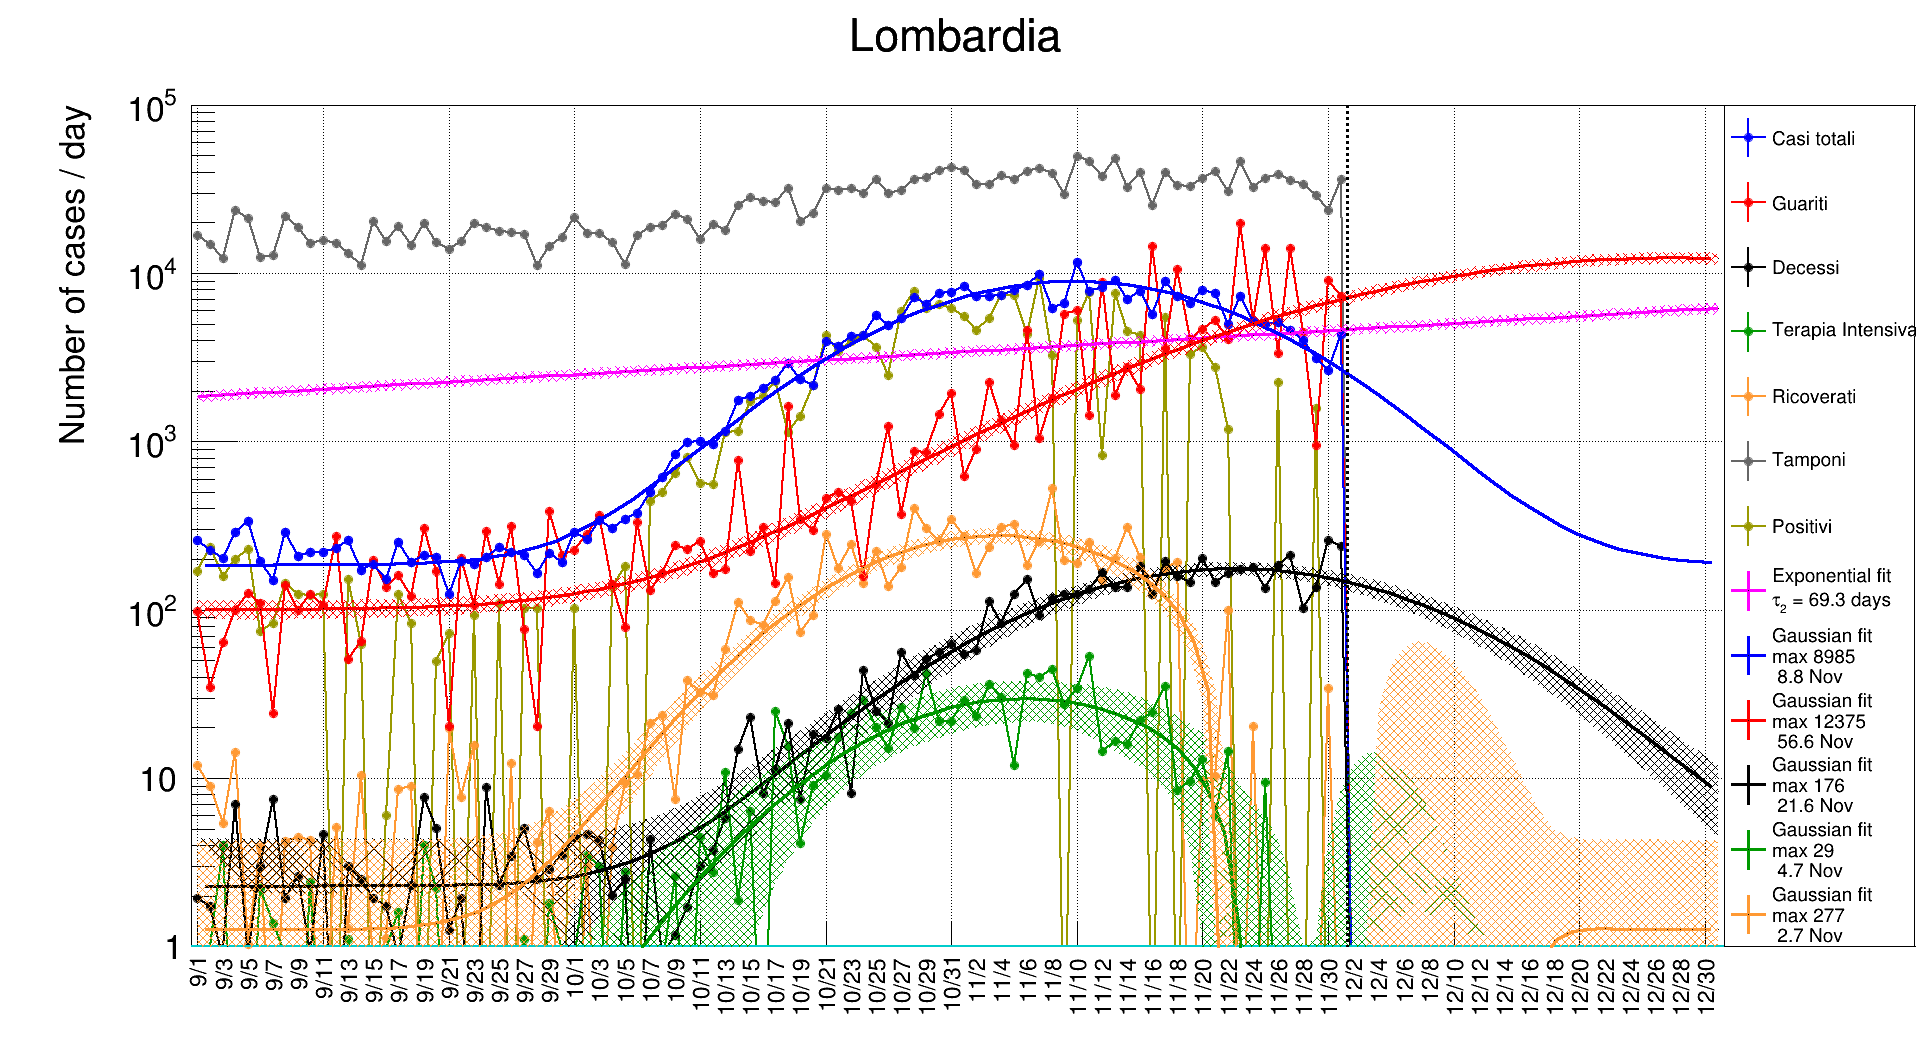 Lombardia
Number of cases / day
10^5
10^4
10^3
10^2
10
1
9/1
9/3
9/5
9/7
9/9
9/11
9/13
9/15
9/17
9/19
9/21
9/23
9/25
9/27
9/29
10/1
10/3
10/5
10/7
10/9
10/11
10/13
10/15
10/17
10/19
10/21
10/23
10/25
10/27
10/29
10/31
11/2
11/4
11/6
11/8
11/10
11/12
11/14
11/16
11/18
11/20
11/22
11/24
11/26
11/28
11/30
12/2
12/4
12/6
12/8
12/10
12/12
12/14
12/16
12/18
12/20
12/22
12/24
12/26
12/28
12/30
Casi totali
Guariti
Decessi
Terapia Intensiva
Ricoverati
Tamponi
Positivi
Exponential fit
τ₂ = 69.3 days
Gaussian fit
max 8985
8.8 Nov
Gaussian fit
max 12375
56.6 Nov
Gaussian fit
max 176
21.6 Nov
Gaussian fit
max 29
4.7 Nov
Gaussian fit
max 277
2.7 Nov